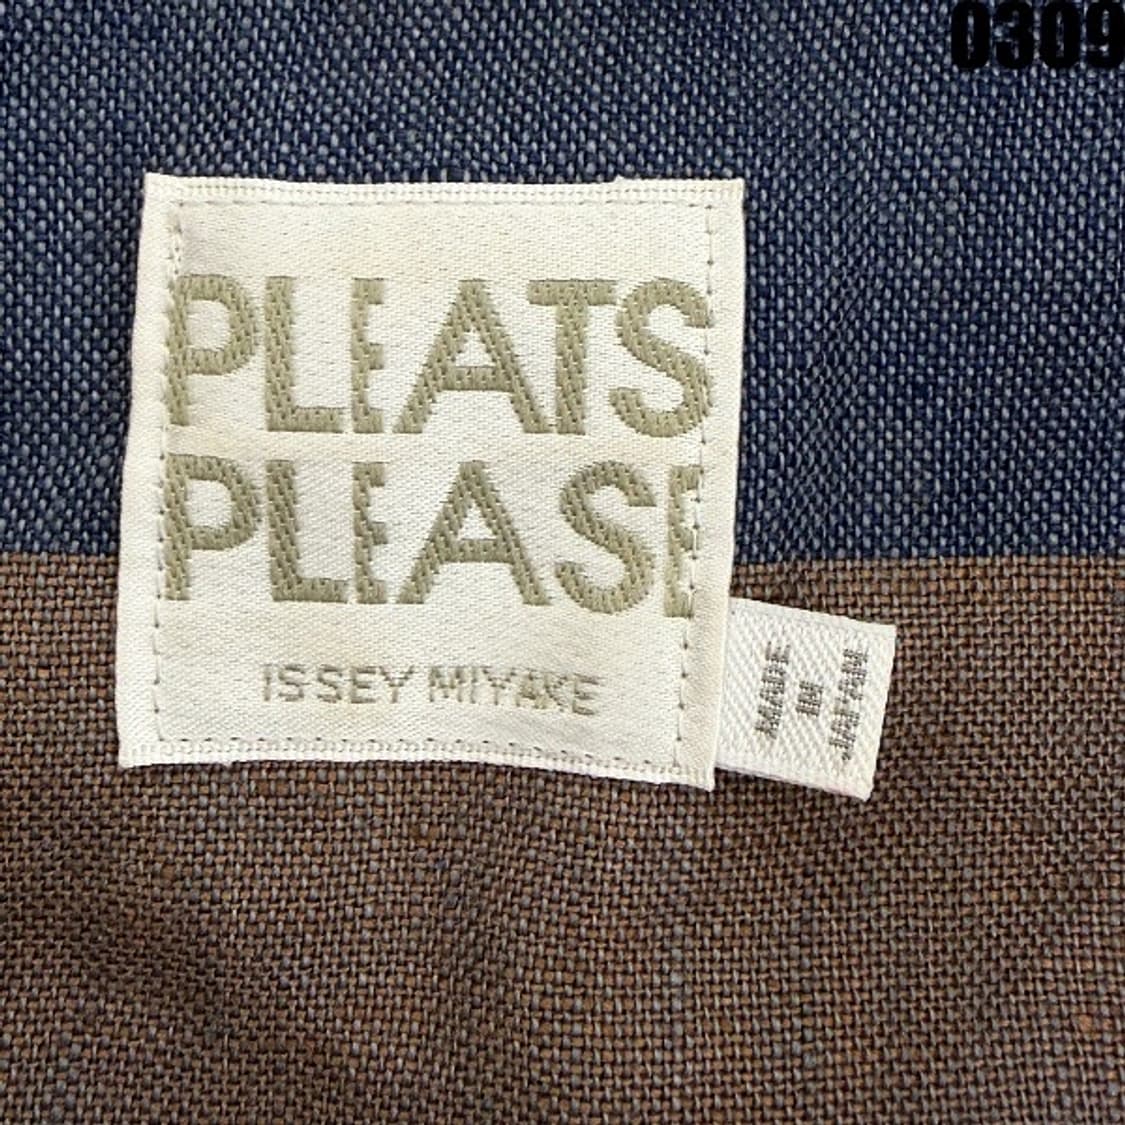 0309
PLEATS
PLEASE
ISSEY MIYAKE
MADE
IN
JAPAN